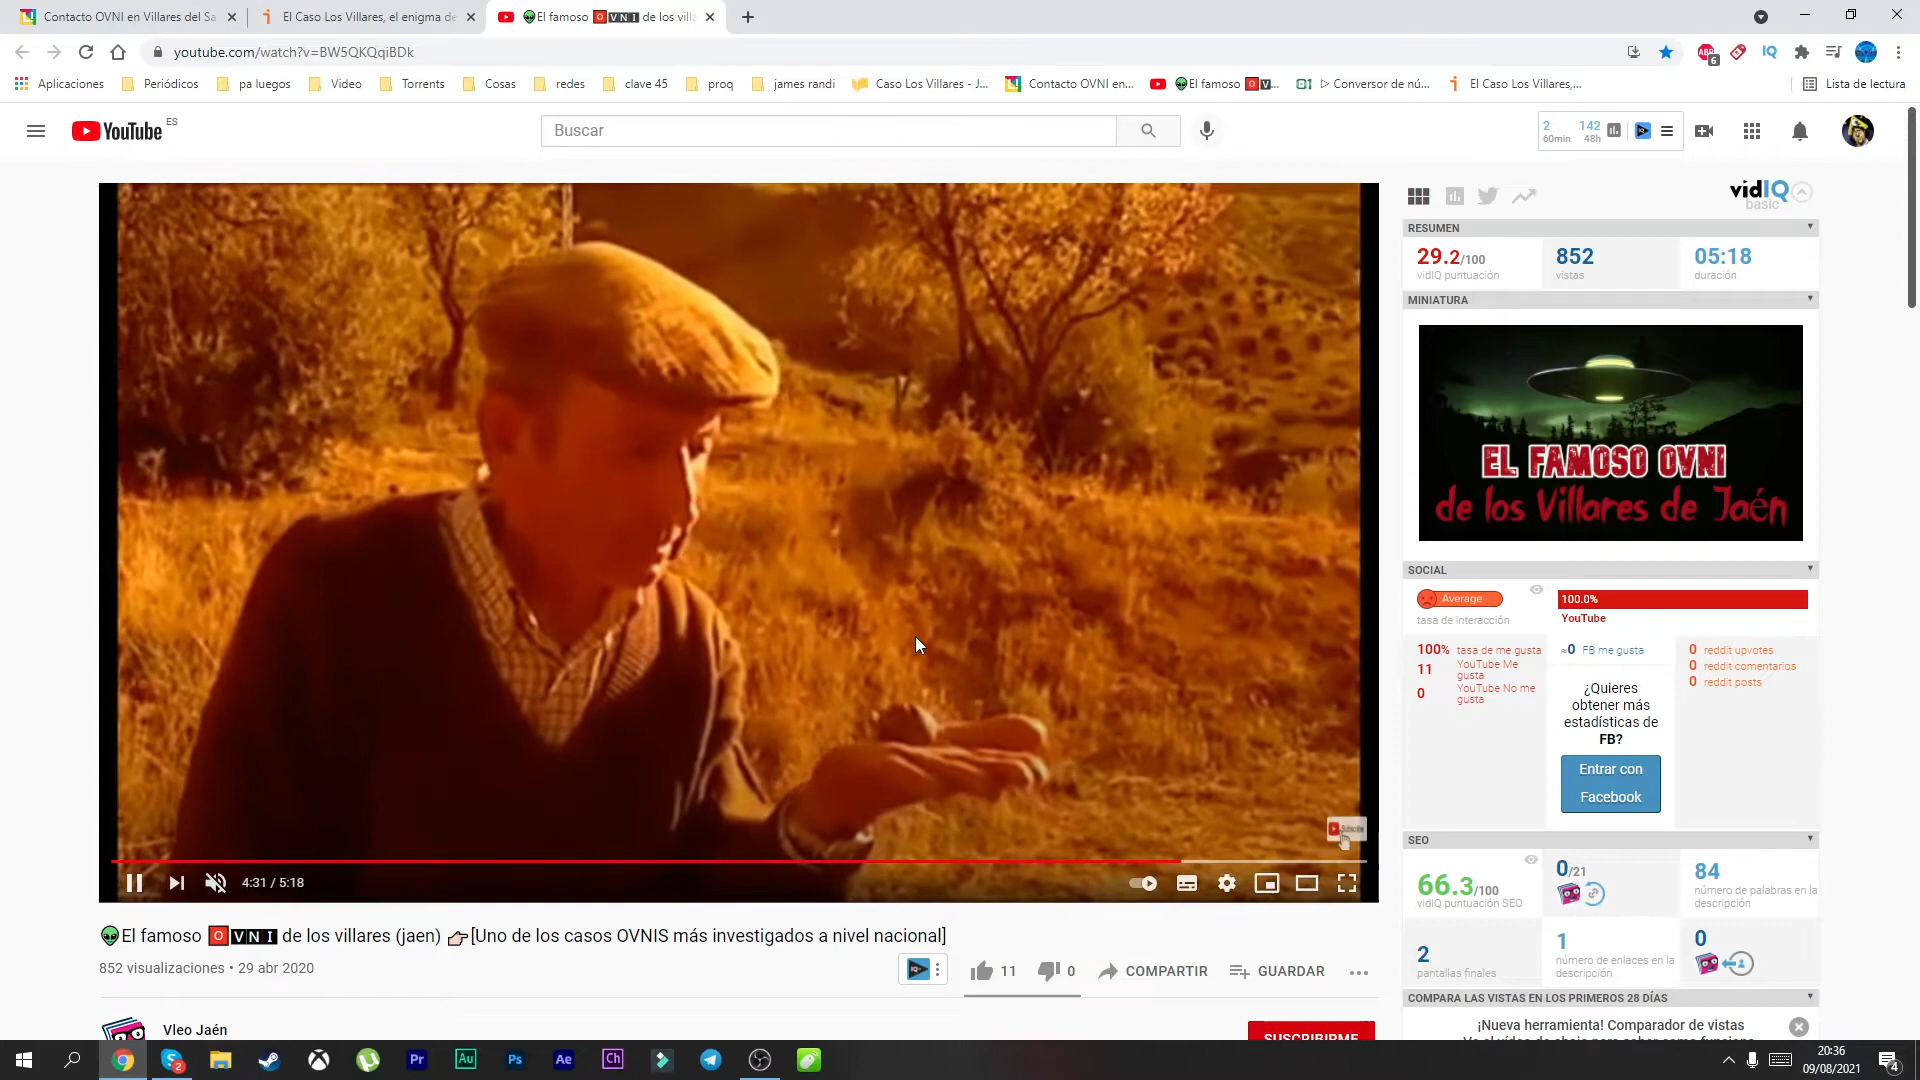 Contacto OVNI en Villares del Sa
El Caso Los Villares, el enigma de
El famoso OVNI de los villa
youtube.com/watch?v=BW5QKQqiBDk
Aplicaciones
Periódicos
pa luegos
Video
Torrents
Cosas
redes
clave 45
proq
james randi
Caso Los Villares - J...
Contacto OVNI en...
El famoso OV...
Conversor de nú...
El Caso Los Villares,...
Lista de lectura
YouTube ES
Buscar
2 142
60min 48h
vidIQ
basic
RESUMEN
29.2/100 852 05:18
vidIQ puntuación vistas duración
MINIATURA
EL FAMOSO OVNI
de los Villares de Jaén
SOCIAL
Average
tasa de interacción
100.0%
YouTube
100% tasa de me gusta
11 YouTube Me gusta
0 YouTube No me gusta
≈0 FB me gusta
¿Quieres
obtener más
estadísticas de
FB?
Entrar con
Facebook
0 reddit upvotes
0 reddit comentarios
0 reddit posts
Subscribe
4:31 / 5:18
SEO
66.3/100
vidIQ puntuación SEO
0/21
84
número de palabras en la
descripción
2
pantallas finales
1
número de enlaces en la
descripción
0
COMPARA LAS VISTAS EN LOS PRIMEROS 28 DÍAS
¡Nueva herramienta! Comparador de vistas
El famoso OVNI de los villares (jaen) [Uno de los casos OVNIS más investigados a nivel nacional]
852 visualizaciones • 29 abr 2020
11 0 COMPARTIR GUARDAR
Vleo Jaén
SUSCRIBIRME
Pr
Au
Ps
Ae
Ch
20:36
09/08/2021
4